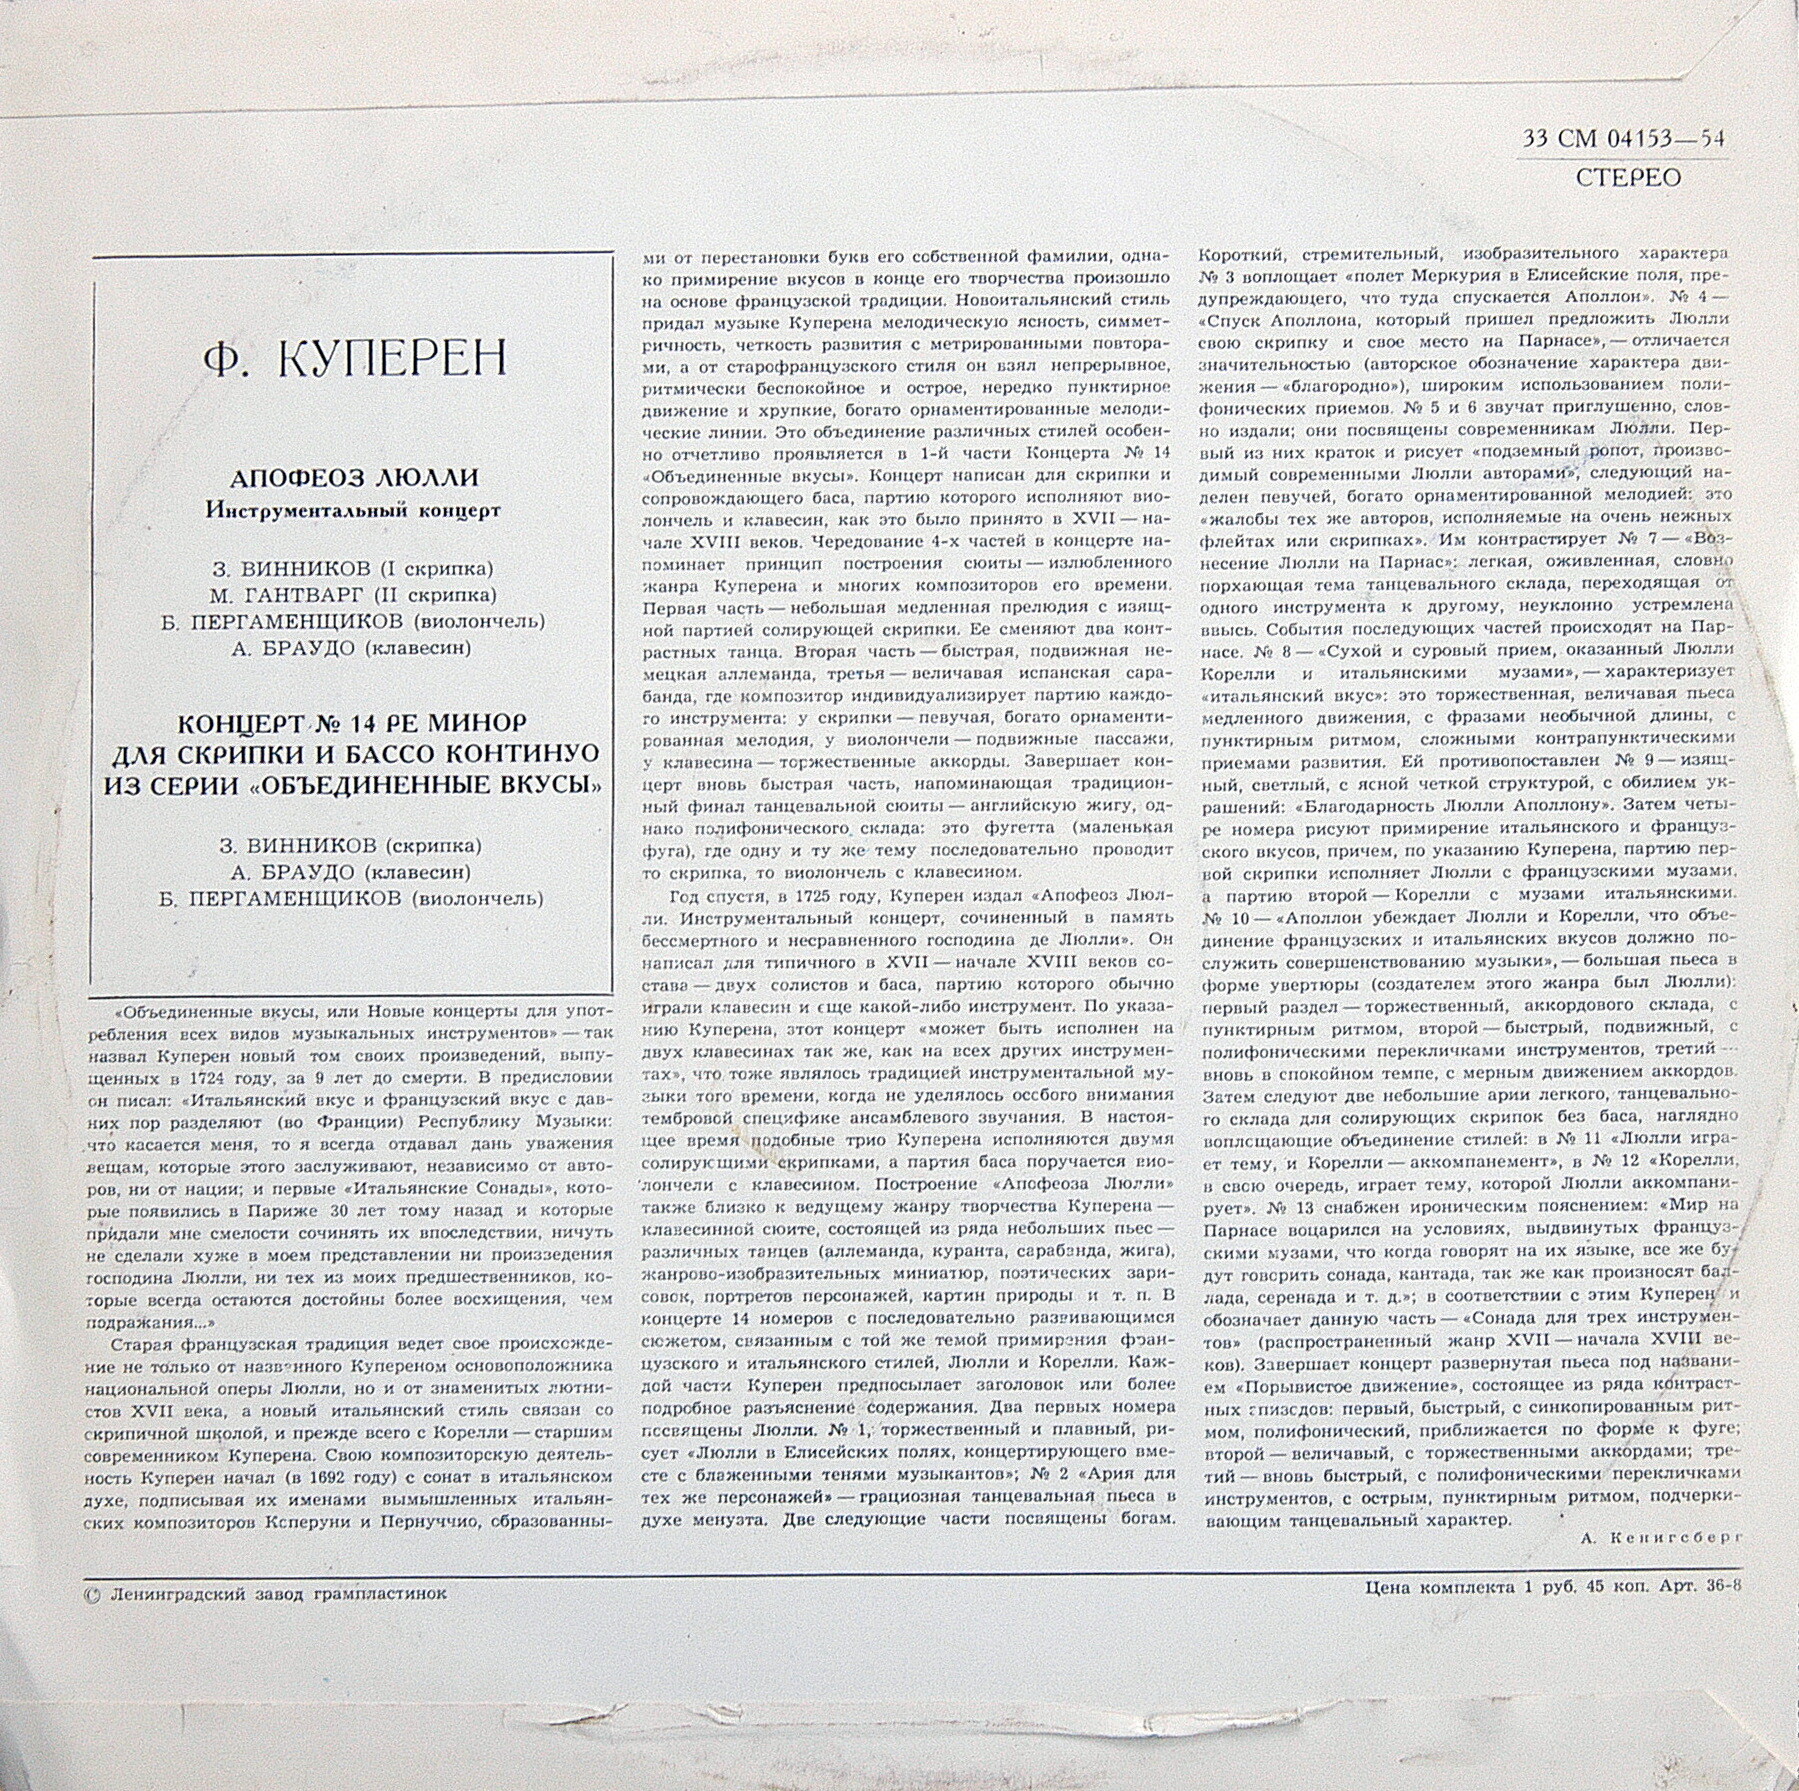 33 СМ 04153—54
СТЕРЕО
Ф. КУПЕРЕН
АПОФЕОЗ ЛЮЛЛИ
Инструментальный концерт
З. ВИННИКОВ (I скрипка)
М. ГАНТВАРГ (II скрипка)
Б. ПЕРГАМЕНЩИКОВ (виолончель)
А. БРАУДО (клавесин)
КОНЦЕРТ № 14 РЕ МИНОР
ДЛЯ СКРИПКИ И БАССО КОНТИНУО
ИЗ СЕРИИ «ОБЪЕДИНЕННЫЕ ВКУСЫ»
З. ВИННИКОВ (скрипка)
А. БРАУДО (клавесин)
Б. ПЕРГАМЕНЩИКОВ (виолончель)
«Объединенные вкусы, или Новые концерты для упот-
ребления всех видов музыкальных инструментов» — так
назвал Куперен новый том своих произведений, выпу-
щенных в 1724 году, за 9 лет до смерти. В предисловии
он писал: «Итальянский вкус и французский вкус с дав-
них пор разделяют (во Франции) Республику Музыки:
что касается меня, то я всегда отдавал дань уважения
вещам, которые этого заслуживают, независимо от авто-
ров, ни от нации; и первые «Итальянские Сонады», кото-
рые появились в Париже 30 лет тому назад и которые
придали мне смелости сочинять их впоследствии, ничуть
не сделали хуже в моем представлении ни произведения
господина Люлли, ни тех из моих предшественников, ко-
торые всегда остаются достойны более восхищения, чем
подражания...»
Старая французская традиция ведет свое происхожде-
ние не только от названного Купереном основоположника
национальной оперы Люлли, но и от знаменитых лютни-
стов XVII века, а новый итальянский стиль связан со
скрипичной школой, и прежде всего с Корелли — старшим
современником Куперена. Свою композиторскую деятель-
ность Куперен начал (в 1692 году) с сонат в итальянском
духе, подписывая их именами вымышленных итальян-
ских композиторов Коперуни и Пернуччио, образованны-
ми от перестановки букв его собственной фамилии, одна-
ко примирение вкусов в конце его творчества произошло
на основе французской традиции. Новоитальянский стиль
придал музыке Куперена мелодическую ясность, симмет-
ричность, четкость развития с метрированными повтора-
ми, а от старофранцузского стиля он взял непрерывное,
ритмически беспокойное и острое, нередко пунктирное
движение и хрупкие, богато орнаментированные мелоди-
ческие линии. Это объединение различных стилей особен-
но отчетливо проявляется в 1-й части Концерта № 14
«Объединенные вкусы». Концерт написан для скрипки и
сопровождающего баса, партию которого исполняют вио-
лончель и клавесин, как это было принято в XVII — на-
чале XVIII веков. Чередование 4-х частей в концерте на-
поминает принцип построения сюиты — излюбленного
жанра Куперена и многих композиторов его времени.
Первая часть — небольшая медленная прелюдия с изящ-
ной партией солирующей скрипки. Ее сменяют два конт-
растных танца. Вторая часть — быстрая, подвижная не-
мецкая аллеманда, третья — величавая испанская сара-
банда, где композитор индивидуализирует партию каждо-
го инструмента: у скрипки — певучая, богато орнаменти-
рованная мелодия, у виолончели — подвижные пассажи,
у клавесина — торжественные аккорды. Завершает кон-
церт вновь быстрая часть, напоминающая традицион-
ный финал танцевальной сюиты — английскую жигу, од-
нако полифонического склада: это фугетта (маленькая
фуга), где одну и ту же тему последовательно проводит
то скрипка, то виолончель с клавесином.
Год спустя, в 1725 году, Куперен издал «Апофеоз Люл-
ли. Инструментальный концерт, сочиненный в память
бессмертного и несравненного господина де Люлли». Он
написал для типичного в XVII — начале XVIII веков со-
става — двух солистов и баса, партию которого обычно
играли клавесин и еще какой-либо инструмент. По указа-
нию Куперена, этот концерт «может быть исполнен на
двух клавесинах так же, как на всех других инструмен-
тах», что тоже являлось традицией инструментальной му-
зыки того времени, когда не уделялось особого внимания
тембровой специфике ансамблевого звучания. В настоя-
щее время подобные трио Куперена исполняются двумя
солирующими скрипками, а партия баса поручается вио-
лончели с клавесином. Построение «Апофеоза Люлли»
также близко к ведущему жанру творчества Куперена —
клавесинной сюите, состоящей из ряда небольших пьес —
различных танцев (аллеманда, куранта, сарабанда, жига),
жанрово-изобразительных миниатюр, поэтических зари-
совок, портретов персонажей, картин природы и т. п. В
концерте 14 номеров с последовательно развивающимся
сюжетом, связанным с той же темой примирения фран-
цузского и итальянского стилей, Люлли и Корелли. Каж-
дой части Куперен предпосылает заголовок или более
подробное разъяснение содержания. Два первых номера
посвящены Люлли. № 1, торжественный и плавный, ри-
сует «Люлли в Елисейских полях, концертирующего вме-
сте с блаженными тенями музыкантов»; № 2 «Ария для
тех же персонажей» — грациозная танцевальная пьеса в
духе менуэта. Две следующие части посвящены богам.
Короткий, стремительный, изобразительного характера
№ 3 воплощает «полет Меркурия в Елисейские поля, пре-
дупреждающего, что туда спускается Аполлон». № 4 —
«Спуск Аполлона, который пришел предложить Люлли
свою скрипку и свое место на Парнасе», — отличается
значительностью (авторское обозначение характера дви-
жения — «благородно»), широким использованием поли-
фонических приемов. № 5 и 6 звучат приглушенно, слов-
но издали; они посвящены современникам Люлли. Пер-
вый из них краток и рисует «подземный ропот, произво-
димый современными Люлли авторами», следующий на-
делен певучей, богато орнаментированной мелодией: это
«жалобы тех же авторов, исполняемые на очень нежных
флейтах или скрипках». Им контрастирует № 7 — «Воз-
несение Люлли на Парнас»: легкая, оживленная, словно
порхающая тема танцевального склада, переходящая от
одного инструмента к другому, неуклонно устремлена
ввысь. События последующих частей происходят на Пар-
насе. № 8 — «Сухой и суровый прием, оказанный Люлли
Корелли и итальянскими музами», — характеризует
«итальянский вкус»: это торжественная, величавая пьеса
медленного движения, с фразами необычной длины, с
пунктирным ритмом, сложными контрапунктическими
приемами развития. Ей противопоставлен № 9 — изящ-
ный, светлый, с ясной четкой структурой, с обилием ук-
рашений: «Благодарность Люлли Аполлону». Затем четы-
ре номера рисуют примирение итальянского и француз-
ского вкусов, причем, по указанию Куперена, партию пер-
вой скрипки исполняет Люлли с французскими музами,
а партию второй — Корелли с музами итальянскими.
№ 10 — «Аполлон убеждает Люлли и Корелли, что объе-
динение французских и итальянских вкусов должно по-
служить совершенствованию музыки», — большая пьеса в
форме увертюры (создателем этого жанра был Люлли):
первый раздел — торжественный, аккордового склада, с
пунктирным ритмом, второй — быстрый, подвижный, с
полифоническими перекличками инструментов, третий —
вновь в спокойном темпе, с мерным движением аккордов.
Затем следуют две небольшие арии легкого, танцевально-
го склада для солирующих скрипок без баса, наглядно
воплощающие объединение стилей: в № 11 «Люлли игра-
ет тему, и Корелли — аккомпанемент», в № 12 «Корелли,
в свою очередь, играет тему, которой Люлли аккомпани-
рует». № 13 снабжен ироническим пояснением: «Мир на
Парнасе воцарился на условиях, выдвинутых француз-
скими музами, что когда говорят на их языке, все же бу-
дут говорить сонада, кантада, так же как произносят бал-
лада, серенада и т. д.»; в соответствии с этим Куперен и
обозначает данную часть — «Сонада для трех инструмен-
тов» (распространенный жанр XVII — начала XVIII ве-
ков). Завершает концерт развернутая пьеса под названи-
ем «Порывистое движение», состоящее из ряда контраст-
ных эпизодов: первый, быстрый, с синкопированным рит-
мом, полифонический, приближается по форме к фуге;
второй — величавый, с торжественными аккордами; тре-
тий — вновь быстрый, с полифоническими перекличками
инструментов, с острым, пунктирным ритмом, подчерки-
вающим танцевальный характер.
А. Кенигсберг
© Ленинградский завод грампластинок
Цена комплекта 1 руб. 45 коп. Арт. 36-8